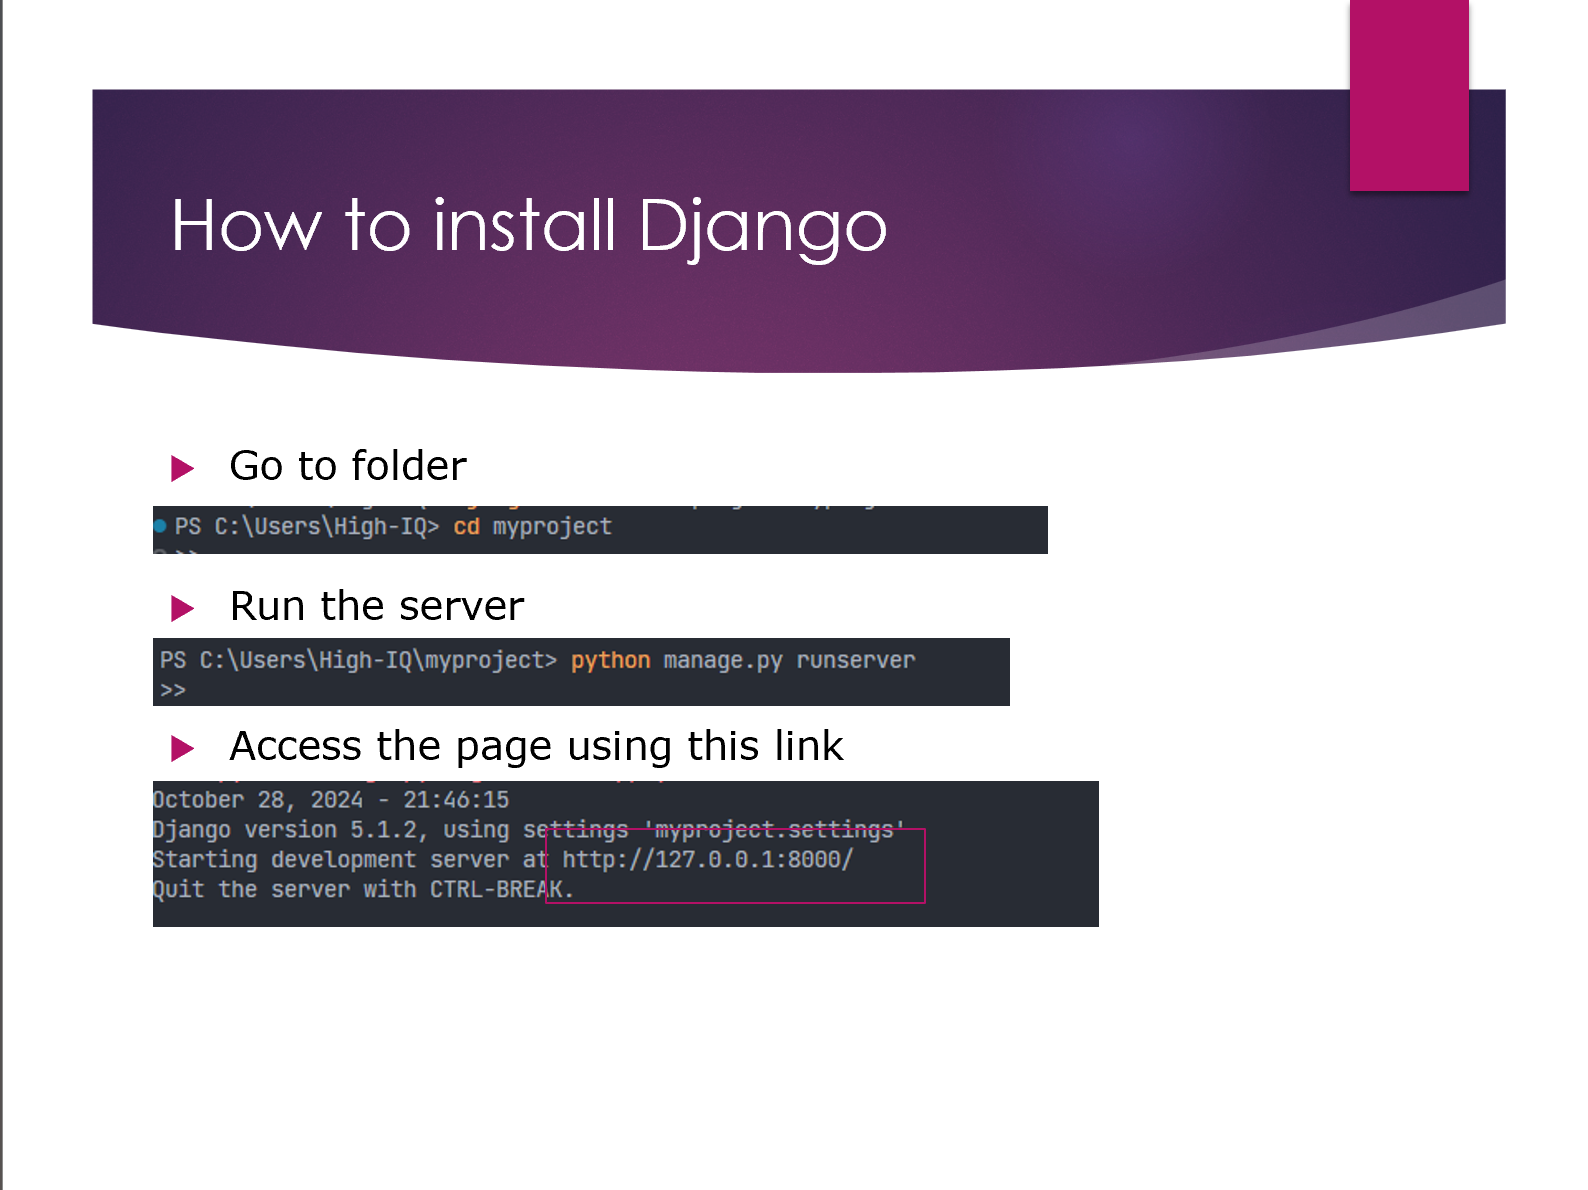 How to install Django
Go to folder
PS C:\Users\High-IQ> cd myproject
>>
Run the server
PS C:\Users\High-IQ\myproject> python manage.py runserver
>>
Access the page using this link
October 28, 2024 - 21:46:15
Django version 5.1.2, using settings 'myproject.settings'
Starting development server at http://127.0.0.1:8000/
Quit the server with CTRL-BREAK.